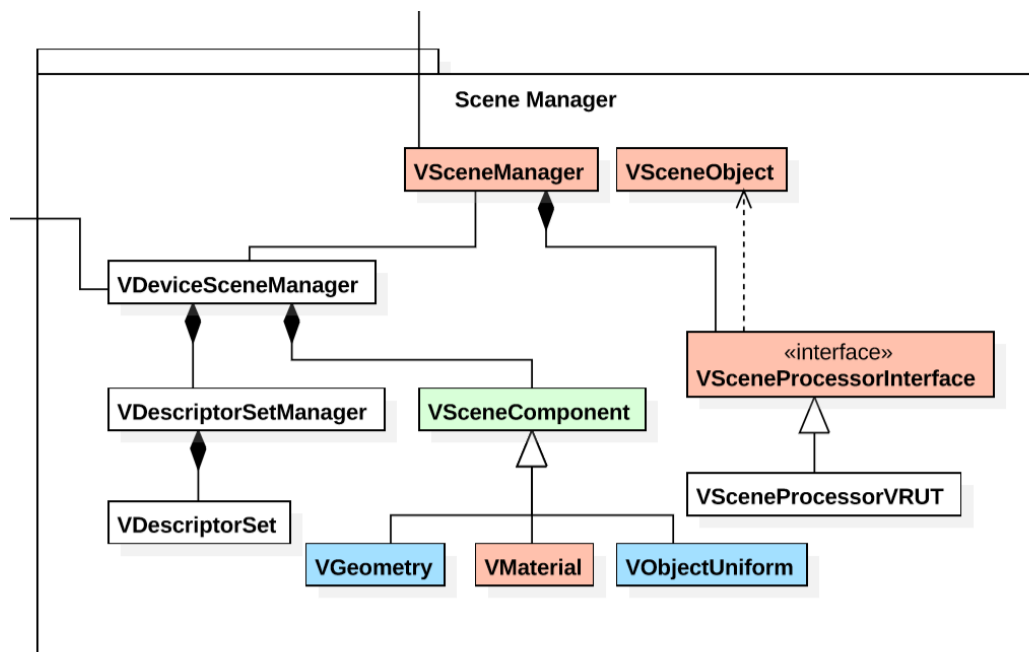 Scene Manager
VSceneManager
VSceneObject
VDeviceSceneManager
«interface»
VSceneProcessorInterface
VDescriptorSetManager
VSceneComponent
VSceneProcessorVRUT
VDescriptorSet
VGeometry
VMaterial
VObjectUniform